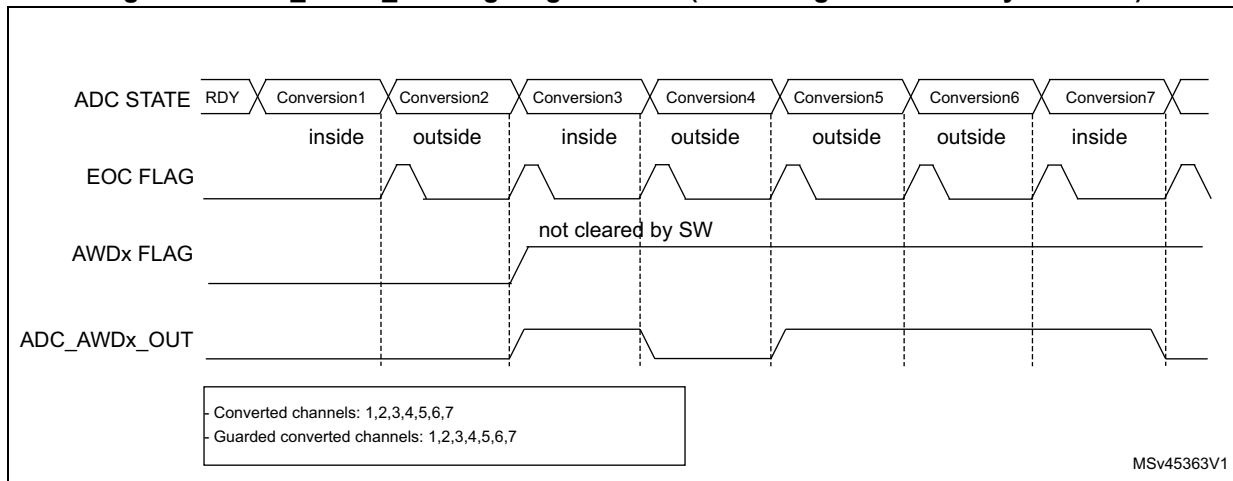 ADC STATE RDY Conversion1 Conversion2 Conversion3 Conversion4 Conversion5 Conversion6 Conversion7
inside outside inside outside outside outside inside
EOC FLAG
not cleared by SW
AWDx FLAG
ADC_AWDx_OUT
- Converted channels: 1,2,3,4,5,6,7
- Guarded converted channels: 1,2,3,4,5,6,7
MSv45363V1